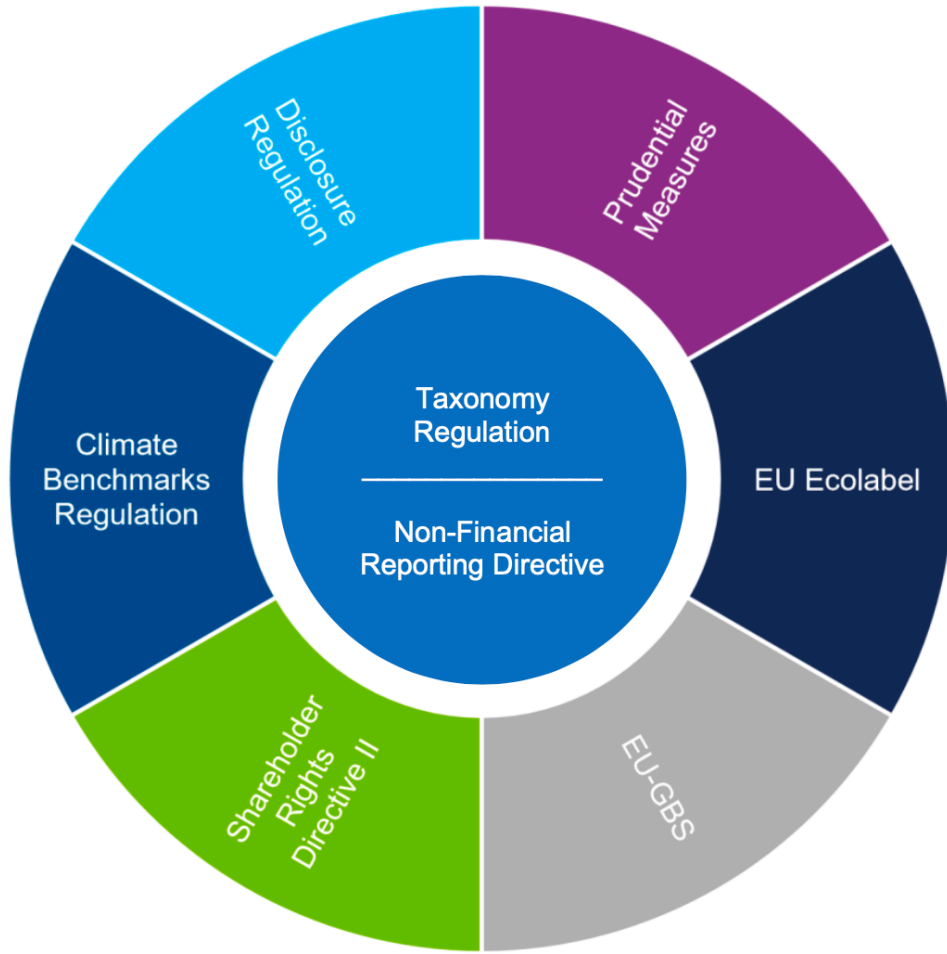 Disclosure
Regulation
Prudential
Measures
Climate
Benchmarks
Regulation
Taxonomy
Regulation
Non-Financial
Reporting Directive
EU Ecolabel
Shareholder
Rights
Directive II
EU-GBS